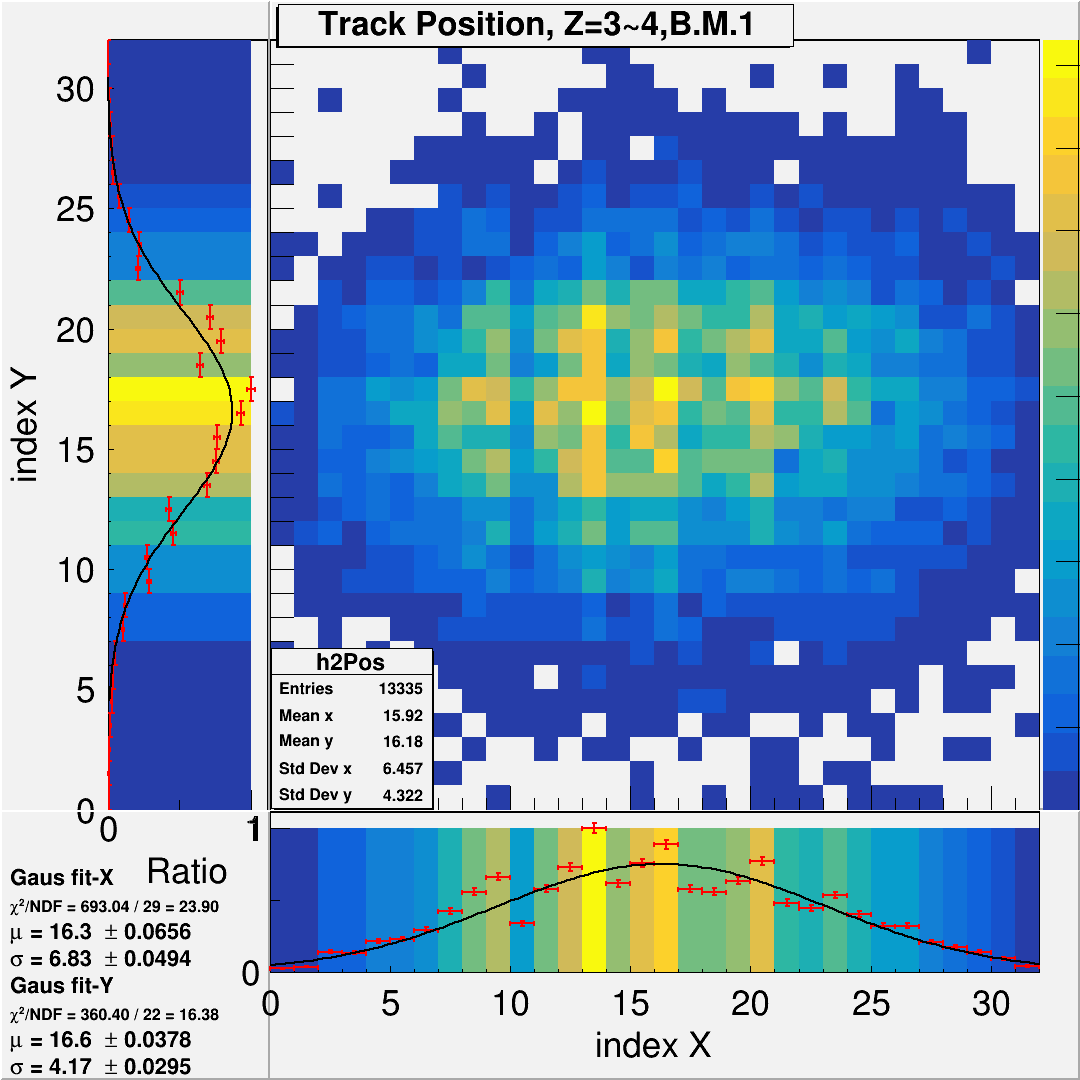 Track Position, Z=3~4,B.M.1
30
25
20
15
10
5
0
index Y
0 1
Ratio
h2Pos
Entries 13335
Mean x 15.92
Mean y 16.18
Std Dev x 6.457
Std Dev y 4.322
1
0
0 5 10 15 20 25 30
index X
Gaus fit-X
χ²/NDF = 693.04 / 29 = 23.90
μ = 16.3 ± 0.0656
σ = 6.83 ± 0.0494
Gaus fit-Y
χ²/NDF = 360.40 / 22 = 16.38
μ = 16.6 ± 0.0378
σ = 4.17 ± 0.0295